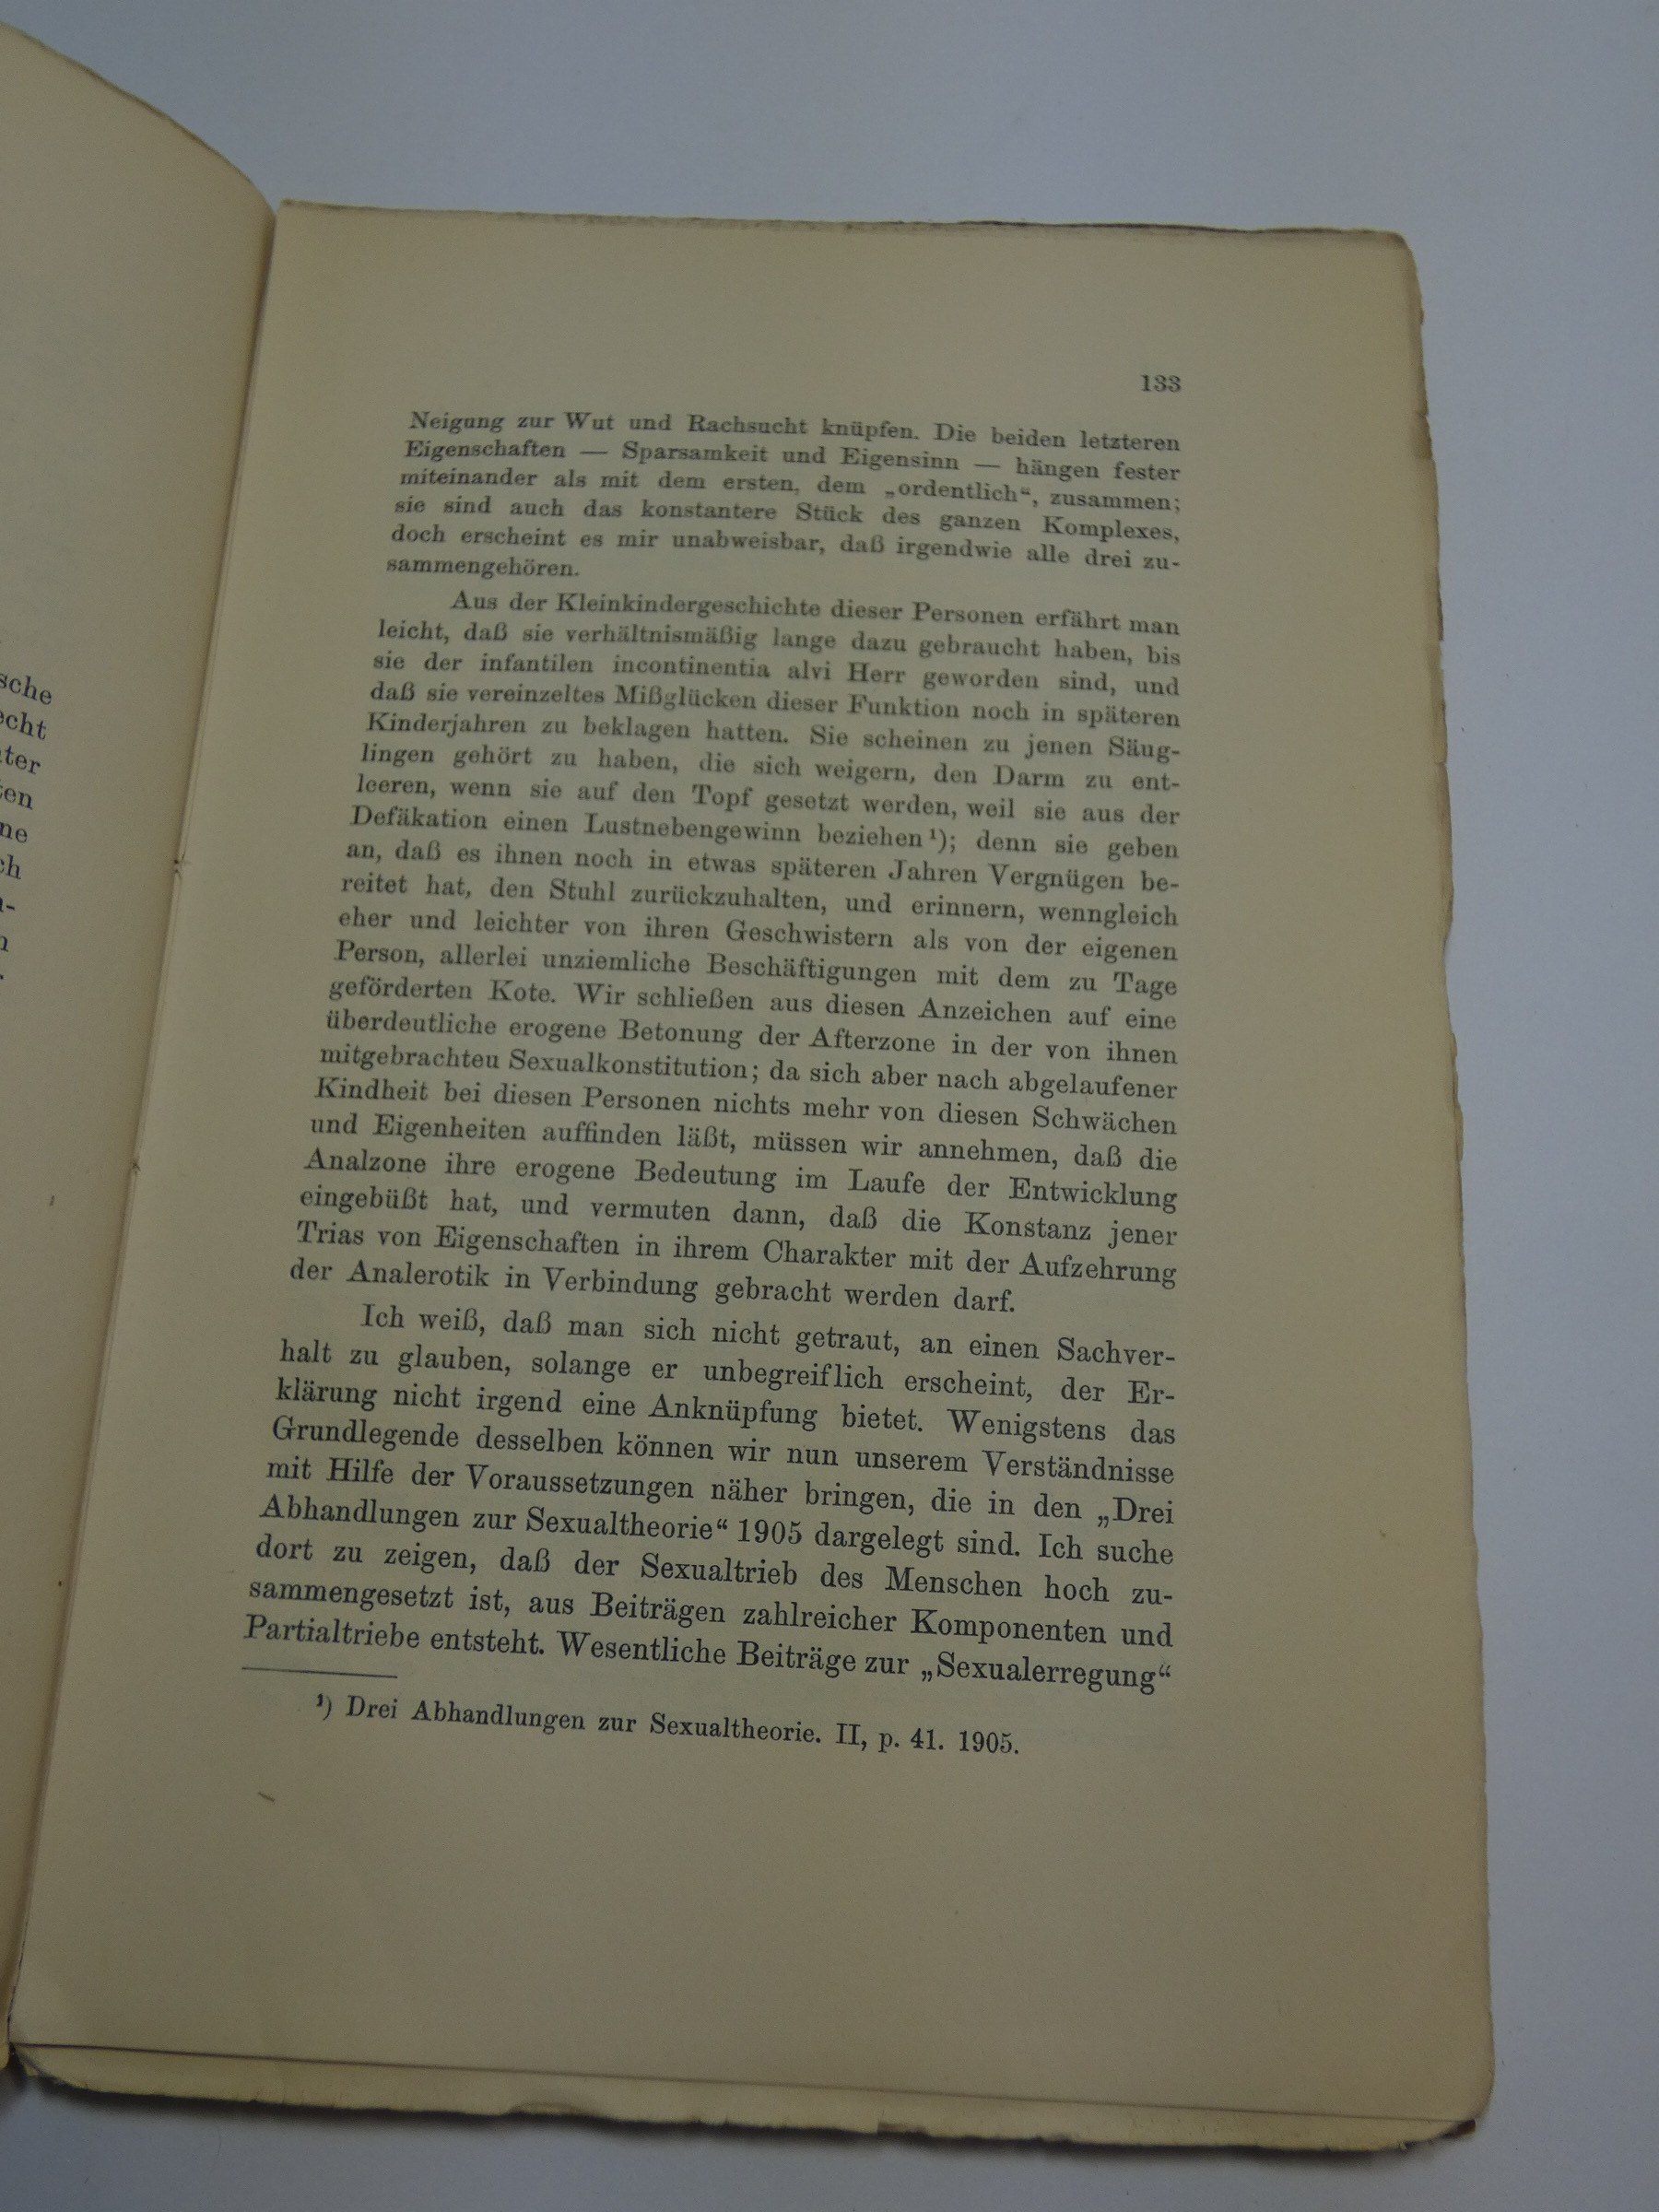 sche
echt
ter
en
ne
ch
133
Neigung zur Wut und Rachsucht knüpfen. Die beiden letzteren
Eigenschaften — Sparsamkeit und Eigensinn — hängen fester
miteinander als mit dem ersten, dem „ordentlich“, zusammen;
sie sind auch das konstantere Stück des ganzen Komplexes,
doch erscheint es mir unabweisbar, daß irgendwie alle drei zu-
sammengehören.
Aus der Kleinkindergeschichte dieser Personen erfährt man
leicht, daß sie verhältnismäßig lange dazu gebraucht haben, bis
sie der infantilen incontinentia alvi Herr geworden sind, und
daß sie vereinzeltes Mißglücken dieser Funktion noch in späteren
Kinderjahren zu beklagen hatten. Sie scheinen zu jenen Säug-
lingen gehört zu haben, die sich weigern, den Darm zu ent-
leeren, wenn sie auf den Topf gesetzt werden, weil sie aus der
Defäkation einen Lustnebengewinn beziehen ¹); denn sie geben
an, daß es ihnen noch in etwas späteren Jahren Vergnügen be-
reitet hat, den Stuhl zurückzuhalten, und erinnern, wenngleich
eher und leichter von ihren Geschwistern als von der eigenen
Person, allerlei unziemliche Beschäftigungen mit dem zu Tage
geförderten Kote. Wir schließen aus diesen Anzeichen auf eine
überdeutliche erogene Betonung der Afterzone in der von ihnen
mitgebrachteu Sexualkonstitution; da sich aber nach abgelaufener
Kindheit bei diesen Personen nichts mehr von diesen Schwächen
und Eigenheiten auffinden läßt, müssen wir annehmen, daß die
Analzone ihre erogene Bedeutung im Laufe der Entwicklung
eingebüßt hat, und vermuten dann, daß die Konstanz jener
Trias von Eigenschaften in ihrem Charakter mit der Aufzehrung
der Analerotik in Verbindung gebracht werden darf.
Ich weiß, daß man sich nicht getraut, an einen Sachver-
halt zu glauben, solange er unbegreiflich erscheint, der Er-
klärung nicht irgend eine Anknüpfung bietet. Wenigstens das
Grundlegende desselben können wir nun unserem Verständnisse
mit Hilfe der Voraussetzungen näher bringen, die in den „Drei
Abhandlungen zur Sexualtheorie“ 1905 dargelegt sind. Ich suche
dort zu zeigen, daß der Sexualtrieb des Menschen hoch zu-
sammengesetzt ist, aus Beiträgen zahlreicher Komponenten und
Partialtriebe entsteht. Wesentliche Beiträge zur „Sexualerregung“
¹) Drei Abhandlungen zur Sexualtheorie. II, p. 41. 1905.